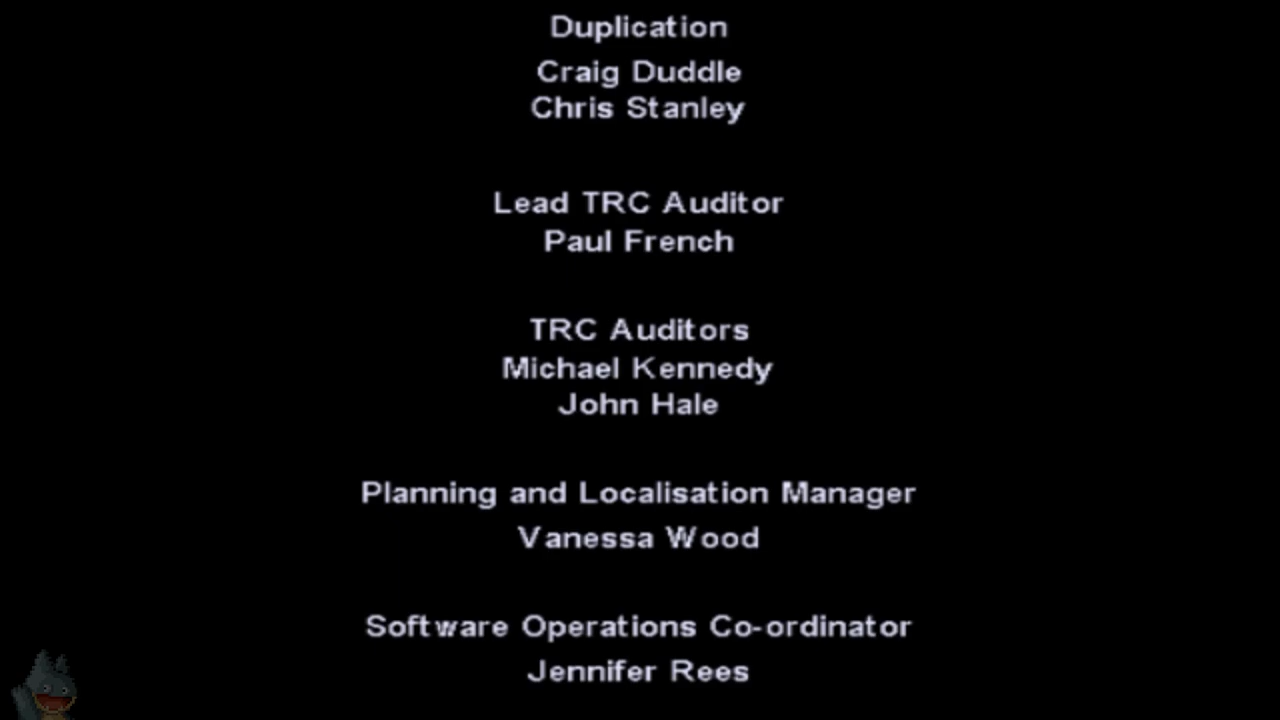 Duplication
Craig Duddle
Chris Stanley
Lead TRC Auditor
Paul French
TRC Auditors
Michael Kennedy
John Hale
Planning and Localisation Manager
Vanessa Wood
Software Operations Co-ordinator
Jennifer Rees